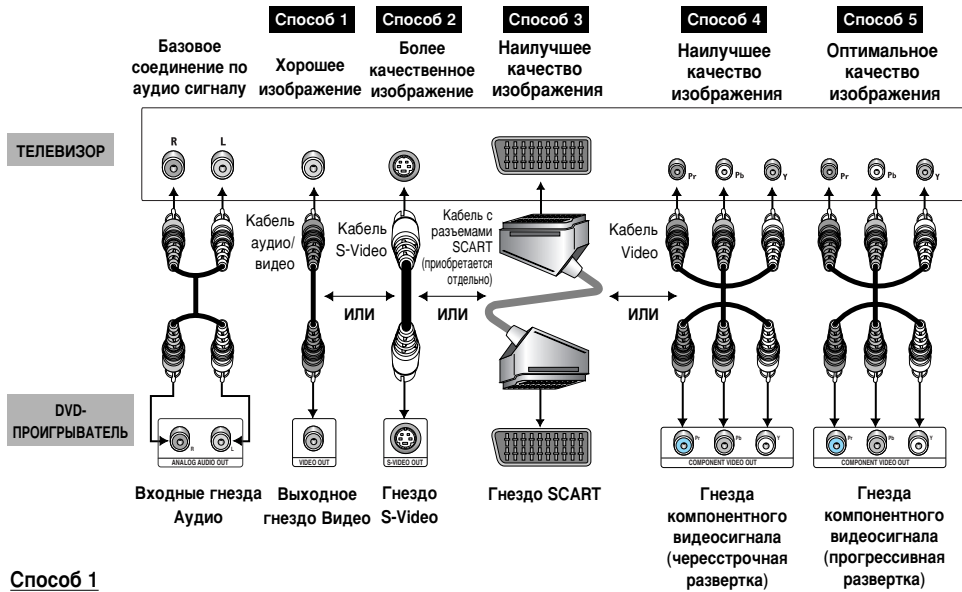 Способ 1
Способ 2
Способ 3
Способ 4
Способ 5
Базовое
соединение по
аудио сигналу
Хорошее
изображение
Более
качественное
изображение
Наилучшее
качество
изображения
Наилучшее
качество
изображения
Оптимальное
качество
изображения
ТЕЛЕВИЗОР
R
L
Pr
Pb
Y
Pr
Pb
Y
Кабель
аудио/
видео
Кабель
S-Video
Кабель с
разъемами
SCART
(приобретается
отдельно)
Кабель
Video
ИЛИ
ИЛИ
ИЛИ
DVD-
ПРОИГРЫВАТЕЛЬ
R
L
ANALOG AUDIO OUT
VIDEO OUT
S-VIDEO OUT
Pr
Pb
Y
COMPONENT VIDEO OUT
Pr
Pb
Y
COMPONENT VIDEO OUT
Входные гнезда
Аудио
Выходное
гнездо Видео
Гнездо
S-Video
Гнездо SCART
Гнезда
компонентного
видеосигнала
(чересстрочная
развертка)
Гнезда
компонентного
видеосигнала
(прогрессивная
развертка)
Способ 1